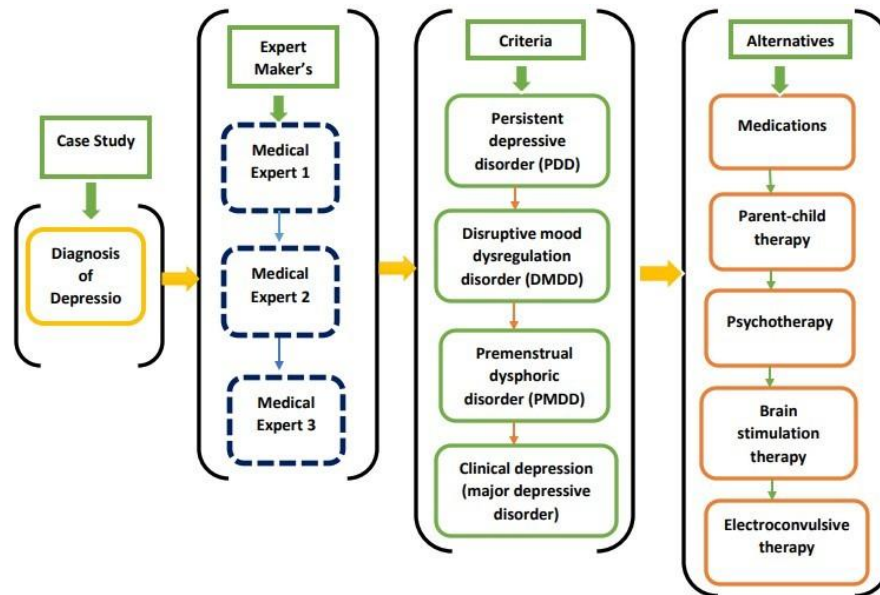 Case Study
Diagnosis
of
Depressio
Expert
Maker's
Medical
Expert 1
Medical
Expert 2
Medical
Expert 3
Criteria
Persistent
depressive
disorder (PDD)
Disruptive mood
dysregulation
disorder (DMDD)
Premenstrual
dysphoric
disorder (PMDD)
Clinical depression
(major depressive
disorder)
Alternatives
Medications
Parent-child
therapy
Psychotherapy
Brain
stimulation
therapy
Electroconvulsive
therapy